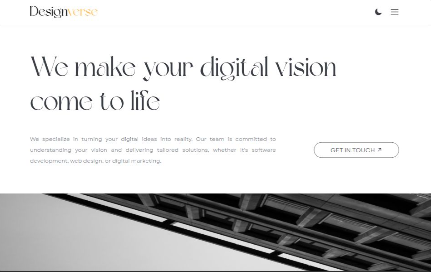 Designverse
We make your digital vision
come to life
We specialize in turning your digital ideas into reality. Our team is committed to
understanding your vision and delivering tailored solutions, whether it's software
development, web design, or digital marketing.
GET IN TOUCH ↗